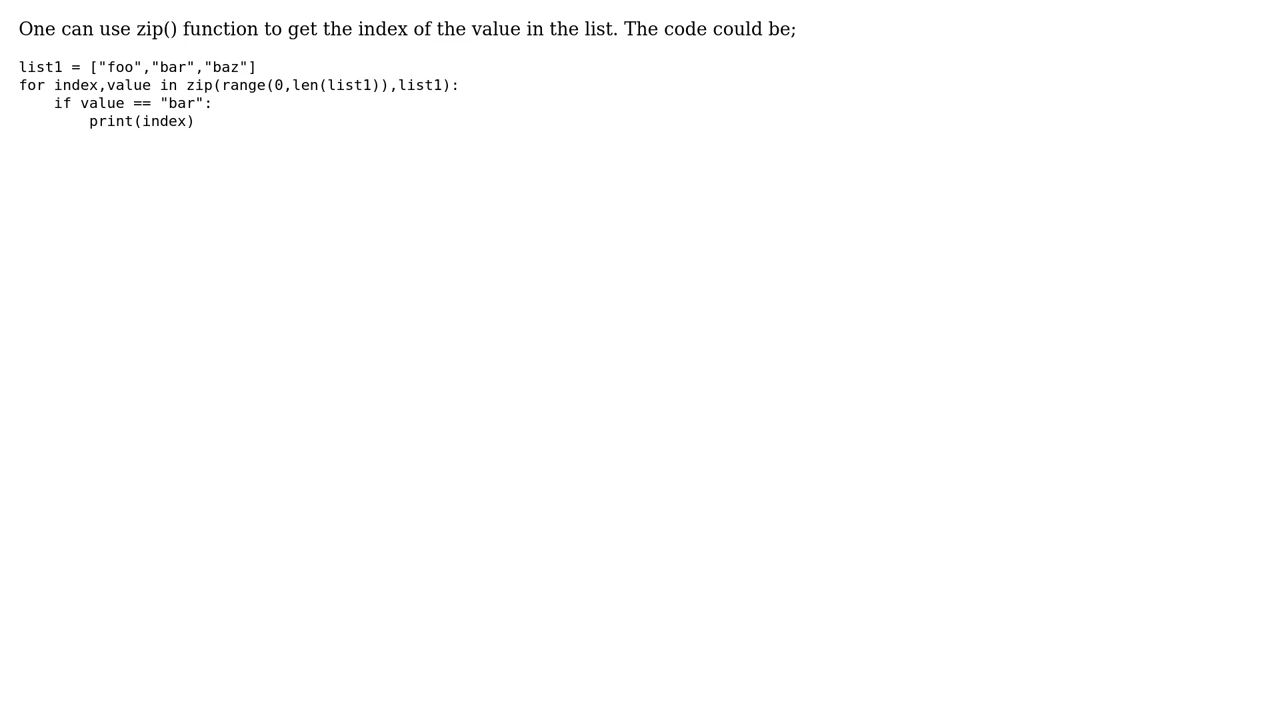 One can use zip() function to get the index of the value in the list. The code could be;
list1 = ["foo","bar","baz"]
for index,value in zip(range(0,len(list1)),list1):
    if value == "bar":
        print(index)